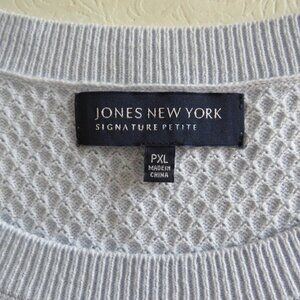 JONES NEW YORK
SIGNATURE PETITE
PXL
MADE IN
CHINA